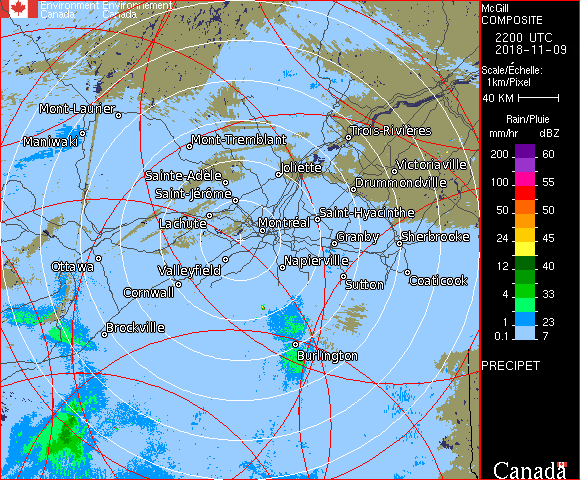 Environment Environnement
Canada Canada
McGill
COMPOSITE
2200 UTC
2018-11-09
Scale/Échelle:
1km/Pixel
40 KM
Rain/Pluie
mm/hr dBZ
200 60
100 55
50 50
24 45
12 40
4 33
1 23
0.1 7
PRECIPET
Canada
Mont-Laurier
Maniwaki
Mont-Tremblant
Trois-Rivières
Joliette
Victoriaville
Sainte-Adèle
Drummondville
Saint-Jérôme
Saint-Hyacinthe
Lachute
Montréal
Granby
Sherbrooke
Ottawa
Valleyfield
Napierville
Coaticook
Sutton
Cornwall
Brockville
Burlington